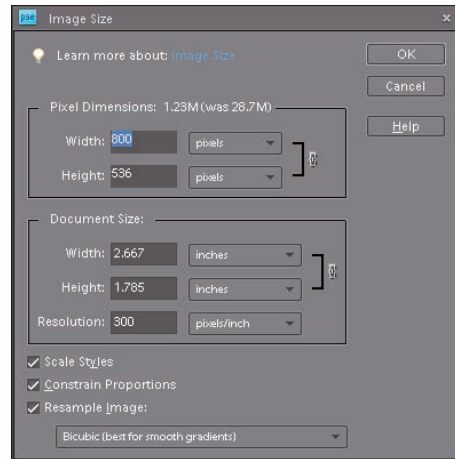 pse Image Size
Learn more about: Image Size
OK
Cancel
Help
Pixel Dimensions: 1.23M (was 28.7M)
Width: 800 pixels
Height: 536 pixels
Document Size:
Width: 2.667 inches
Height: 1.785 inches
Resolution: 300 pixels/inch
Scale Styles
Constrain Proportions
Resample Image:
Bicubic (best for smooth gradients)